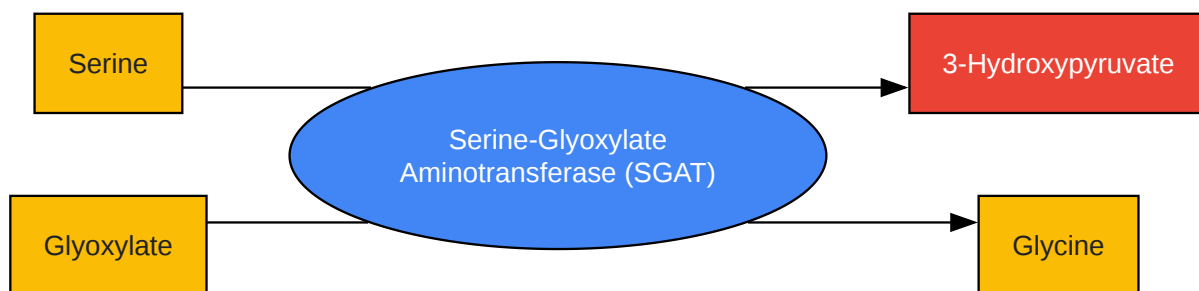 Serine
3-Hydroxypyruvate
Serine-Glyoxylate
Aminotransferase (SGAT)
Glyoxylate
Glycine